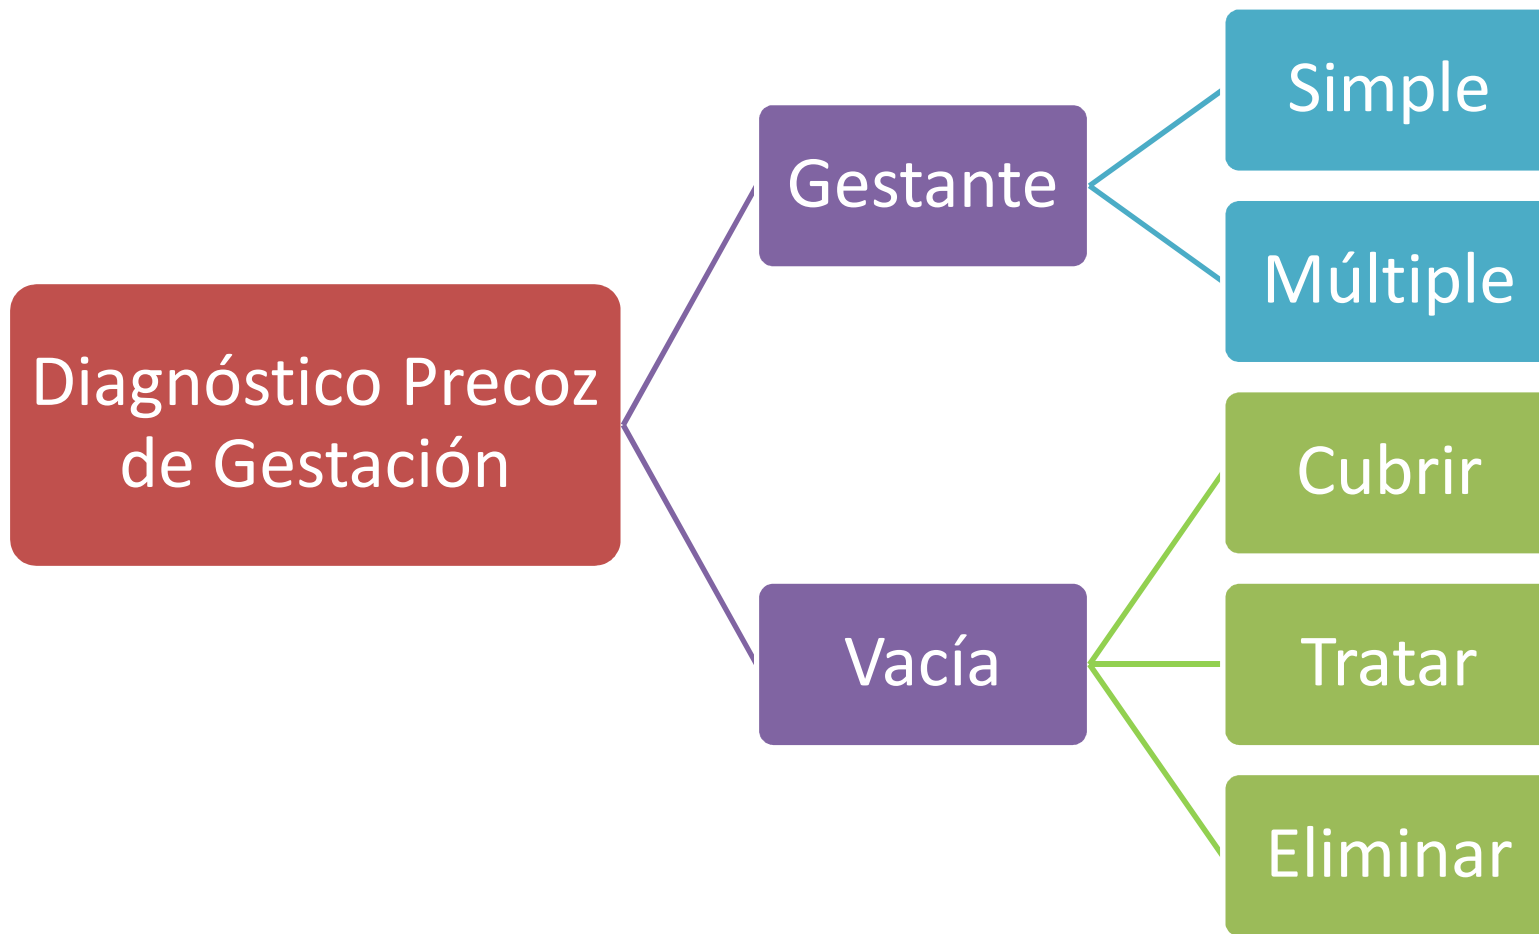 Diagnóstico Precoz
de Gestación
Gestante
Simple
Múltiple
Vacía
Cubrir
Tratar
Eliminar